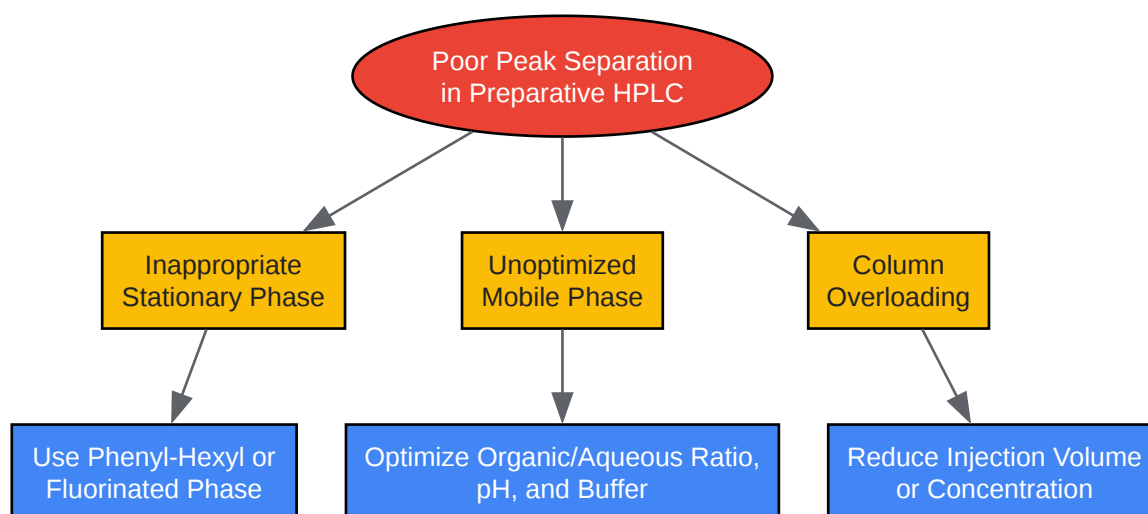 Poor Peak Separation
in Preparative HPLC
Inappropriate
Stationary Phase
Unoptimized
Mobile Phase
Column
Overloading
Use Phenyl-Hexyl or
Fluorinated Phase
Optimize Organic/Aqueous Ratio,
pH, and Buffer
Reduce Injection Volume
or Concentration